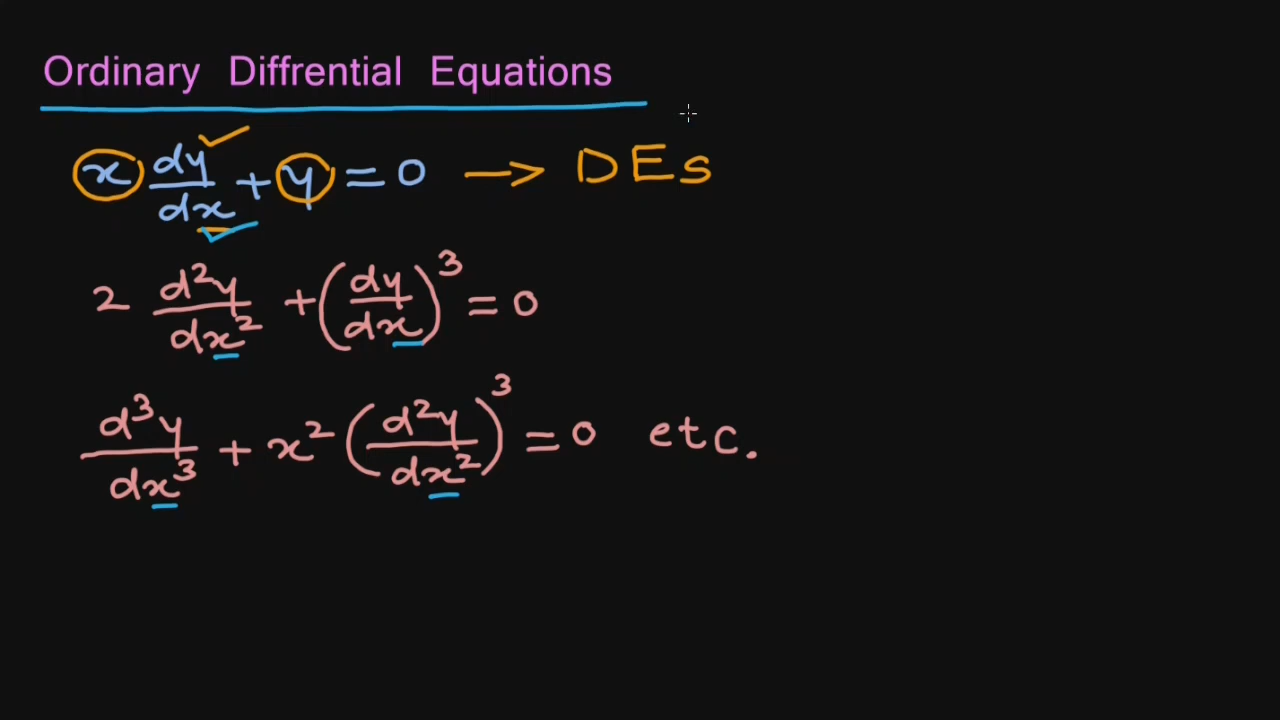 Ordinary Diffrential Equations
x dy/dx + y = 0 → DEs
2 d²y/dx² + (dy/dx)³ = 0
d³y/dx³ + x² (d²y/dx²)³ = 0 etc.